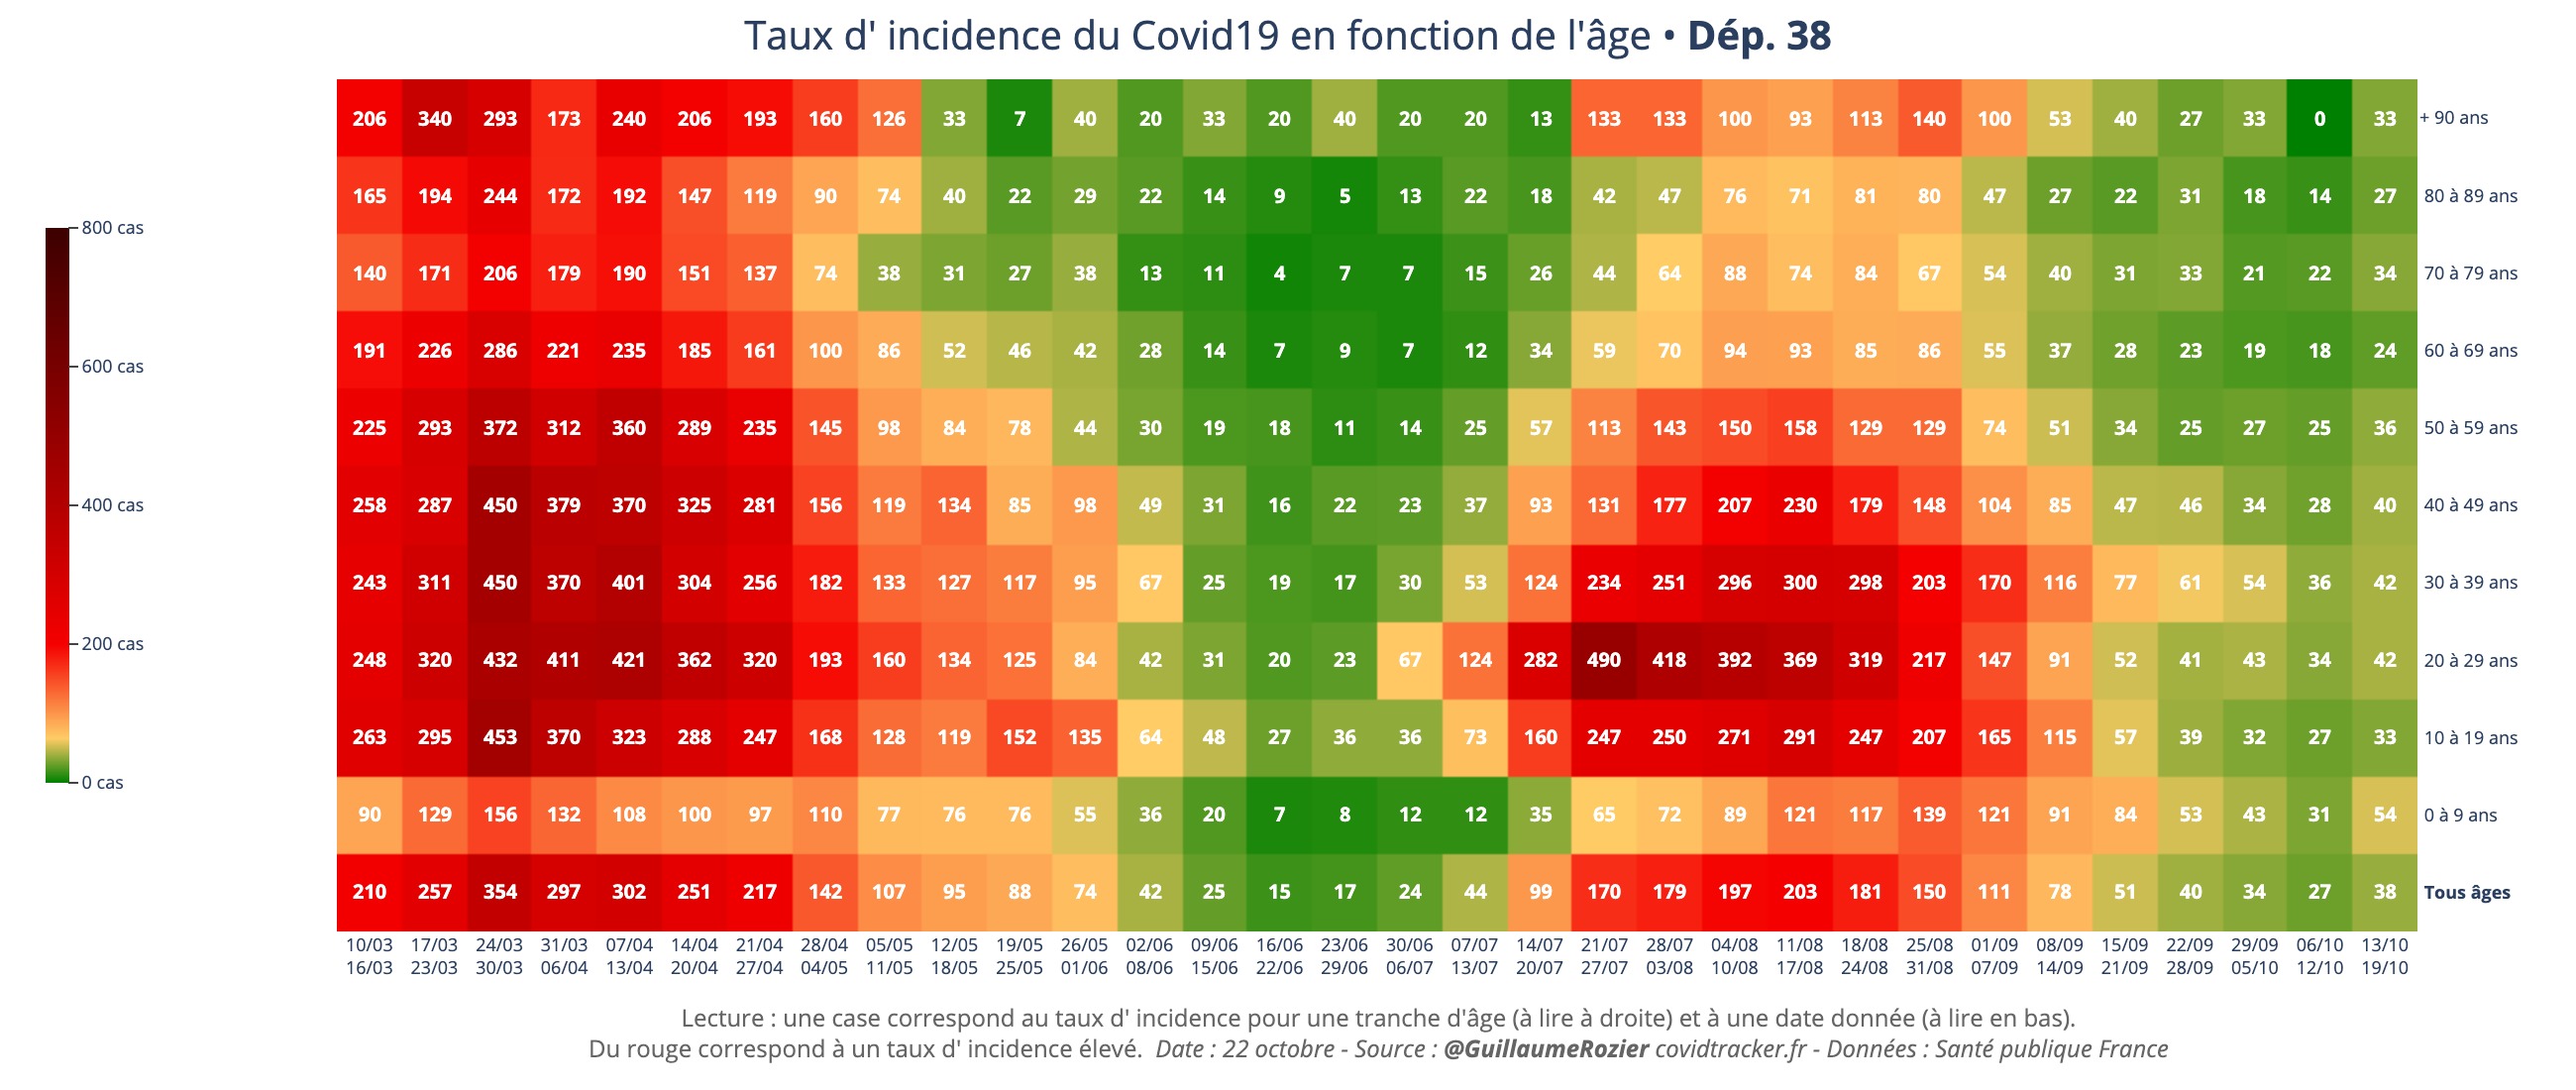 Taux d' incidence du Covid19 en fonction de l'âge • Dép. 38
800 cas
600 cas
400 cas
200 cas
0 cas
206 340 293 173 240 206 193 160 126 33 7 40 20 33 20 40 20 20 13 133 133 100 93 113 140 100 53 40 27 33 0 33 + 90 ans
165 194 244 172 192 147 119 90 74 40 22 29 22 14 9 5 13 22 18 42 47 76 71 81 80 47 27 22 31 18 14 27 80 à 89 ans
140 171 206 179 190 151 137 74 38 31 27 38 13 11 4 7 7 15 26 44 64 88 74 84 67 54 40 31 33 21 22 34 70 à 79 ans
191 226 286 221 235 185 161 100 86 52 46 42 28 14 7 9 7 12 34 59 70 94 93 85 86 55 37 28 23 19 18 24 60 à 69 ans
225 293 372 312 360 289 235 145 98 84 78 44 30 19 18 11 14 25 57 113 143 150 158 129 129 74 51 34 25 27 25 36 50 à 59 ans
258 287 450 379 370 325 281 156 119 134 85 98 49 31 16 22 23 37 93 131 177 207 230 179 148 104 85 47 46 34 28 40 40 à 49 ans
243 311 450 370 401 304 256 182 133 127 117 95 67 25 19 17 30 53 124 234 251 296 300 298 203 170 116 77 61 54 36 42 30 à 39 ans
248 320 432 411 421 362 320 193 160 134 125 84 42 31 20 23 67 124 282 490 418 392 369 319 217 147 91 52 41 43 34 42 20 à 29 ans
263 295 453 370 323 288 247 168 128 119 152 135 64 48 27 36 36 73 160 247 250 271 291 247 207 165 115 57 39 32 27 33 10 à 19 ans
90 129 156 132 108 100 97 110 77 76 76 55 36 20 7 8 12 12 35 65 72 89 121 117 139 121 91 84 53 43 31 54 0 à 9 ans
210 257 354 297 302 251 217 142 107 95 88 74 42 25 15 17 24 44 99 170 179 197 203 181 150 111 78 51 40 34 27 38 Tous âges
10/03 17/03 24/03 31/03 07/04 14/04 21/04 28/04 05/05 12/05 19/05 26/05 02/06 09/06 16/06 23/06 30/06 07/07 14/07 21/07 28/07 04/08 11/08 18/08 25/08 01/09 08/09 15/09 22/09 29/09 06/10 13/10
16/03 23/03 30/03 06/04 13/04 20/04 27/04 04/05 11/05 18/05 25/05 01/06 08/06 15/06 22/06 29/06 06/07 13/07 20/07 27/07 03/08 10/08 17/08 24/08 31/08 07/09 14/09 21/09 28/09 05/10 12/10 19/10
Lecture : une case correspond au taux d' incidence pour une tranche d'âge (à lire à droite) et à une date donnée (à lire en bas).
Du rouge correspond à un taux d' incidence élevé. Date : 22 octobre - Source : @GuillaumeRozier covidtracker.fr - Données : Santé publique France